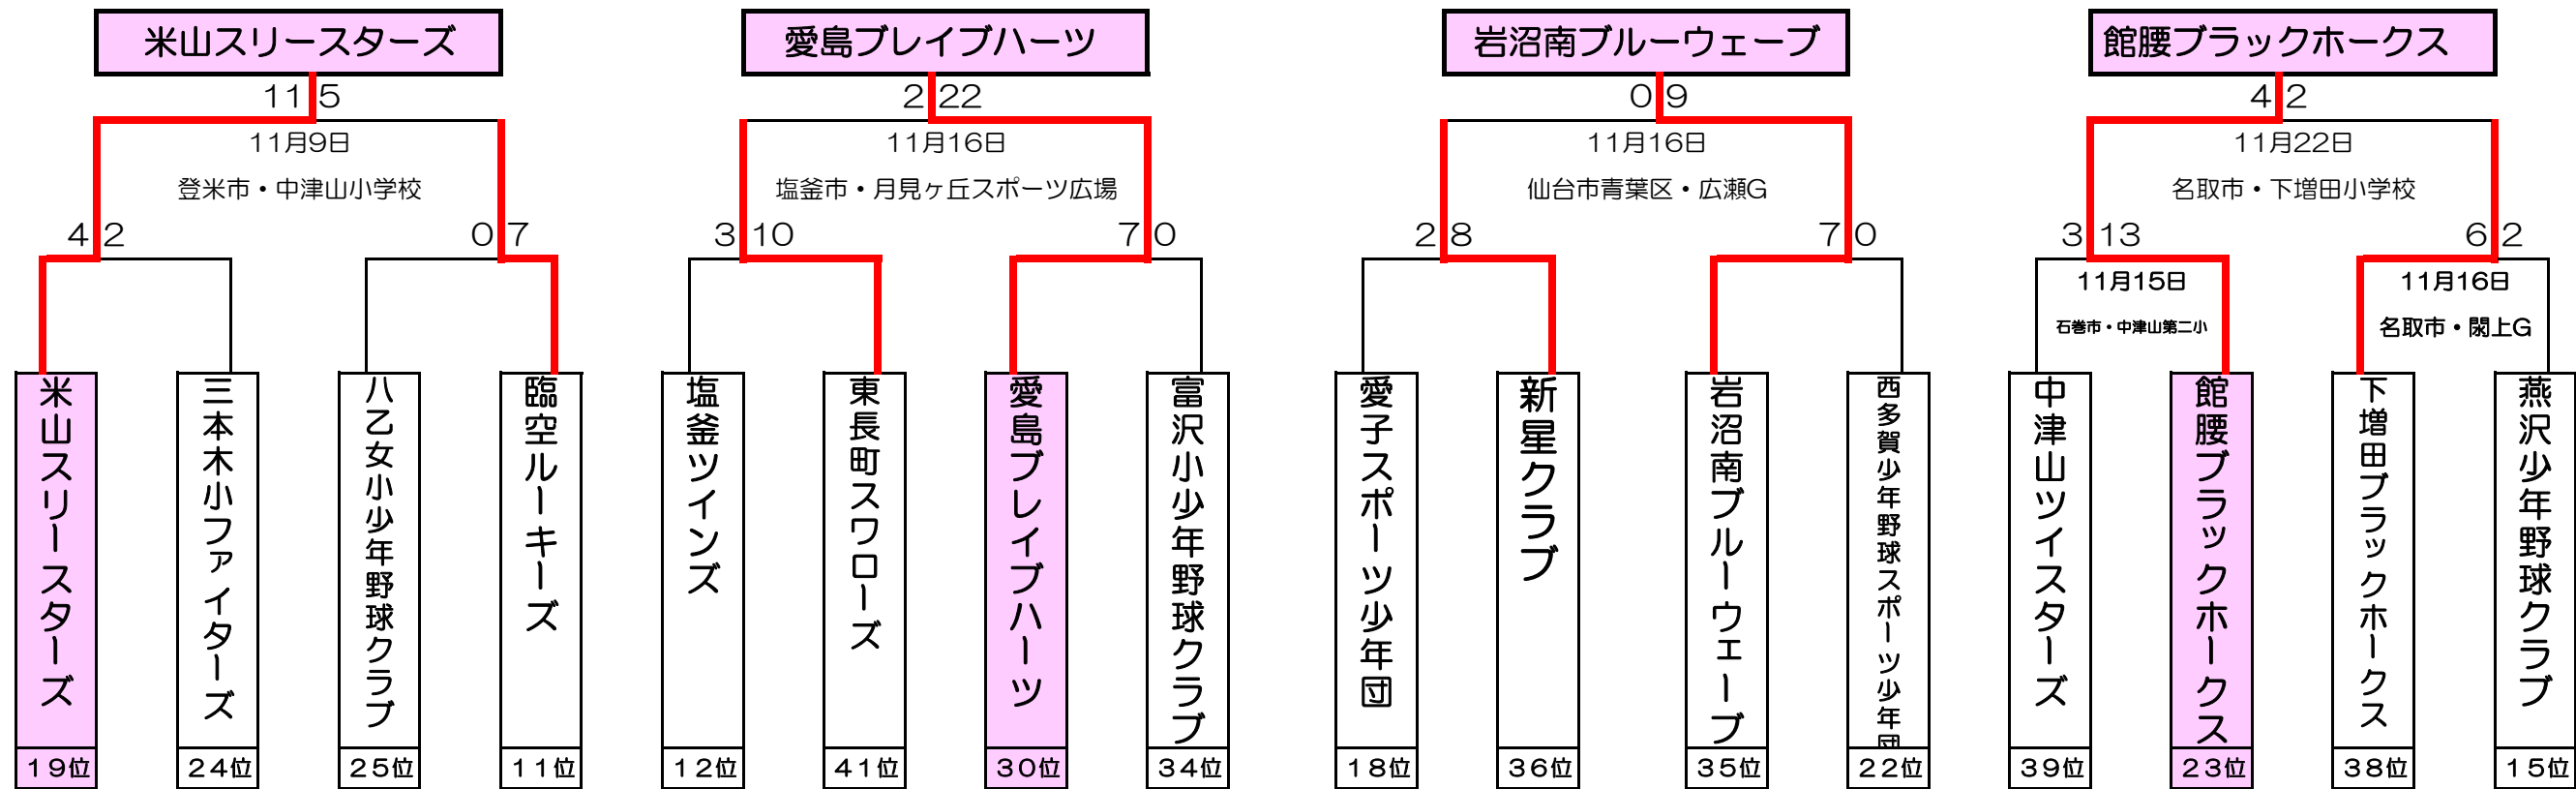 米山スリースターズ
愛島ブレイブハーツ
岩沼南ブルーウェーブ
館腰ブラックホークス
11 5
2 22
0 9
4 2
11月9日
11月16日
11月16日
11月22日
登米市・中津山小学校
塩釜市・月見ヶ丘スポーツ広場
仙台市青葉区・広瀬G
名取市・下増田小学校
4 2
0 7
3 10
7 0
2 8
7 0
3 13
6 2
11月15日
11月16日
石巻市・中津山第二小
名取市・閖上G
米山スリースターズ
三本木小ファイターズ
八乙女小少年野球クラブ
臨空ルーキーズ
塩釜ツインズ
東長町スワローズ
愛島ブレイブハーツ
富沢小少年野球クラブ
愛子スポーツ少年団
新星クラブ
岩沼南ブルーウェーブ
西多賀少年野球スポーツ少年団
中津山ツイスターズ
館腰ブラックホークス
下増田ブラックホークス
燕沢少年野球クラブ
19位
24位
25位
11位
12位
41位
30位
34位
18位
36位
35位
22位
39位
23位
38位
15位